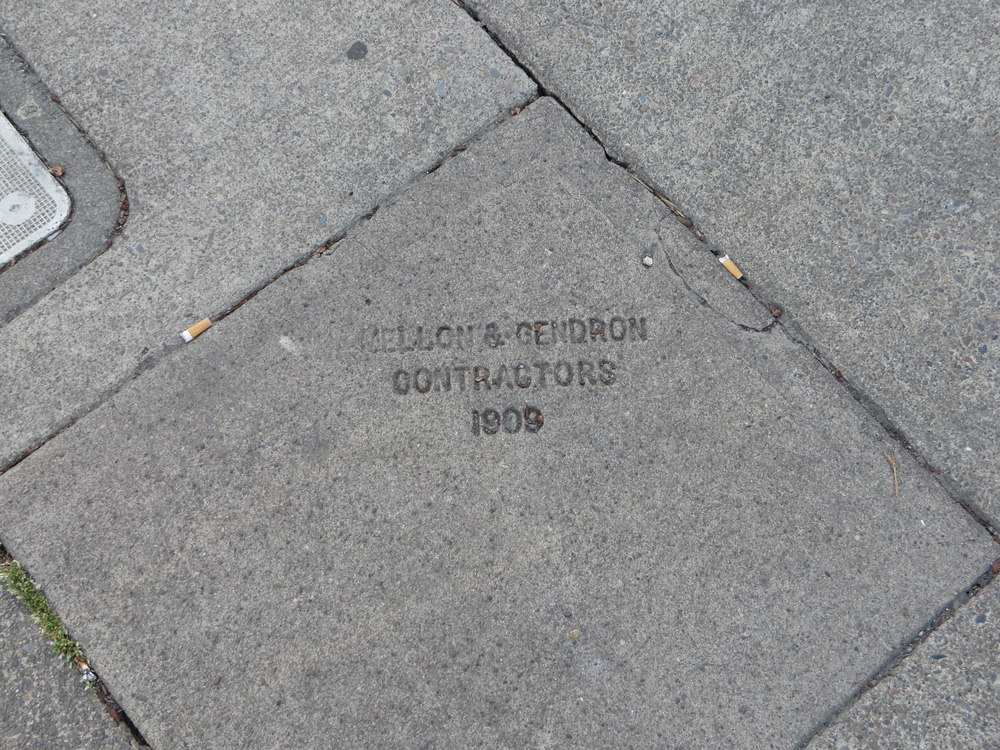 MELLON & GENDRON
CONTRACTORS
1909